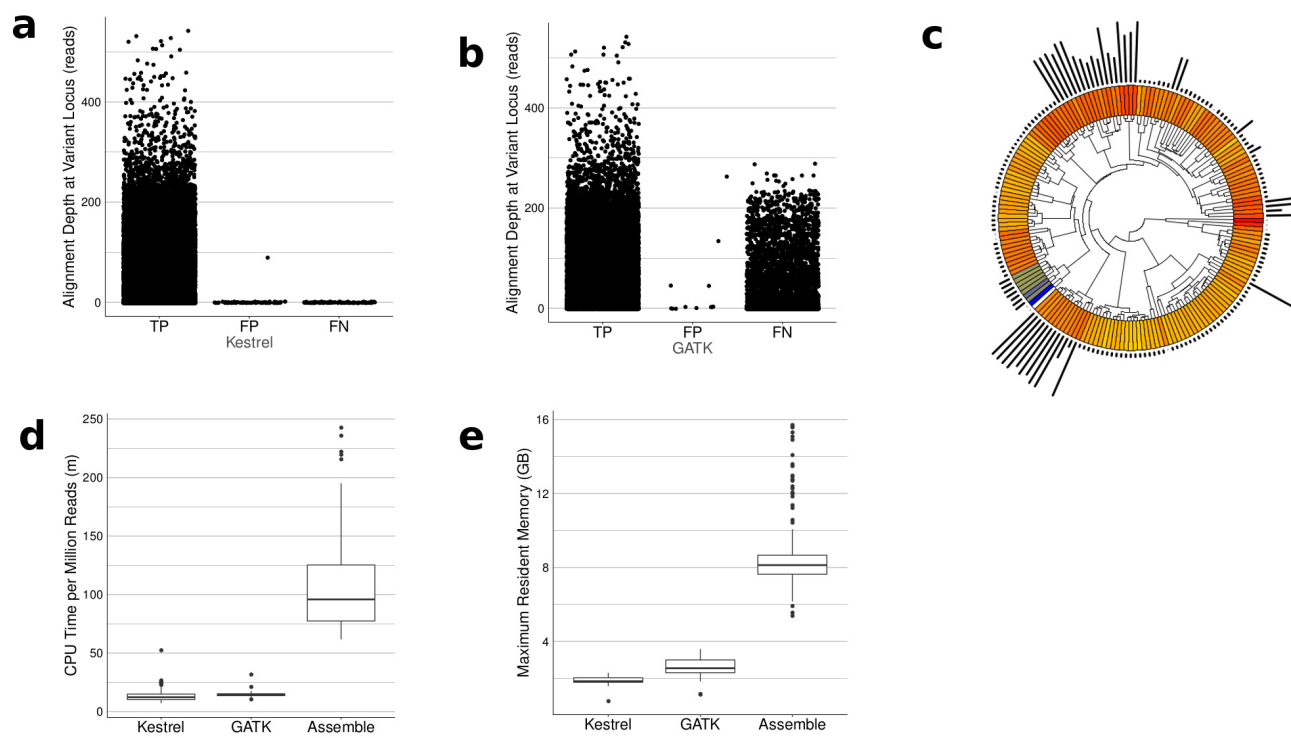 a
Alignment Depth at Variant Locus (reads)
400
200
0
TP FP FN
Kestrel
b
Alignment Depth at Variant Locus (reads)
400
200
0
TP FP FN
GATK
c
d
CPU Time per Million Reads (m)
250
200
150
100
50
0
Kestrel GATK Assemble
e
Maximum Resident Memory (GB)
16
12
8
4
Kestrel GATK Assemble